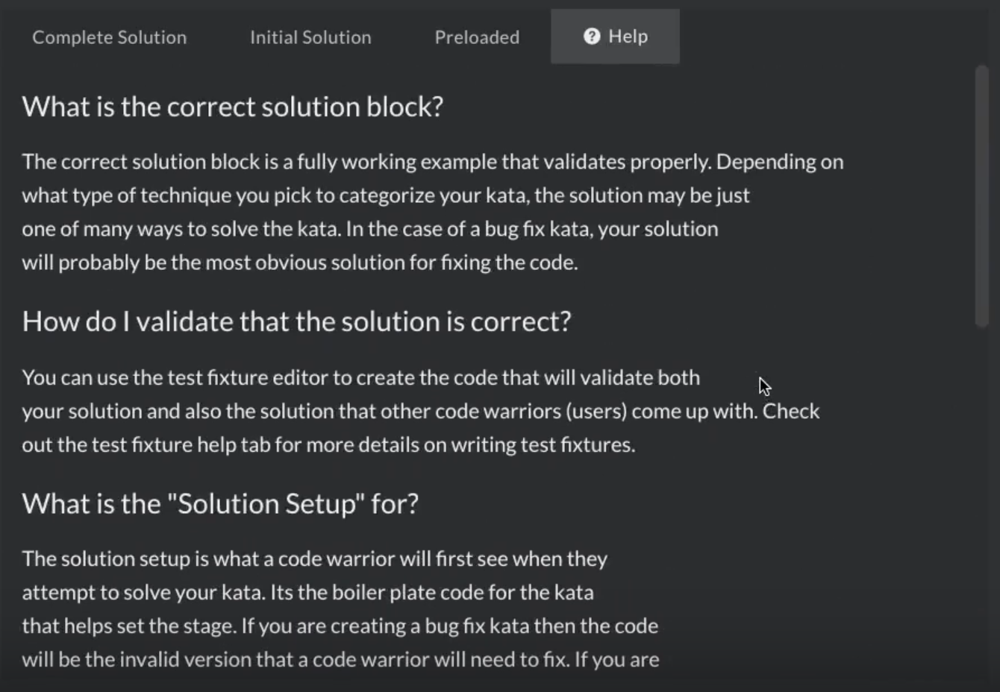 Complete Solution
Initial Solution
Preloaded
? Help
What is the correct solution block?
The correct solution block is a fully working example that validates properly. Depending on
what type of technique you pick to categorize your kata, the solution may be just
one of many ways to solve the kata. In the case of a bug fix kata, your solution
will probably be the most obvious solution for fixing the code.
How do I validate that the solution is correct?
You can use the test fixture editor to create the code that will validate both
your solution and also the solution that other code warriors (users) come up with. Check
out the test fixture help tab for more details on writing test fixtures.
What is the "Solution Setup" for?
The solution setup is what a code warrior will first see when they
attempt to solve your kata. Its the boiler plate code for the kata
that helps set the stage. If you are creating a bug fix kata then the code
will be the invalid version that a code warrior will need to fix. If you are